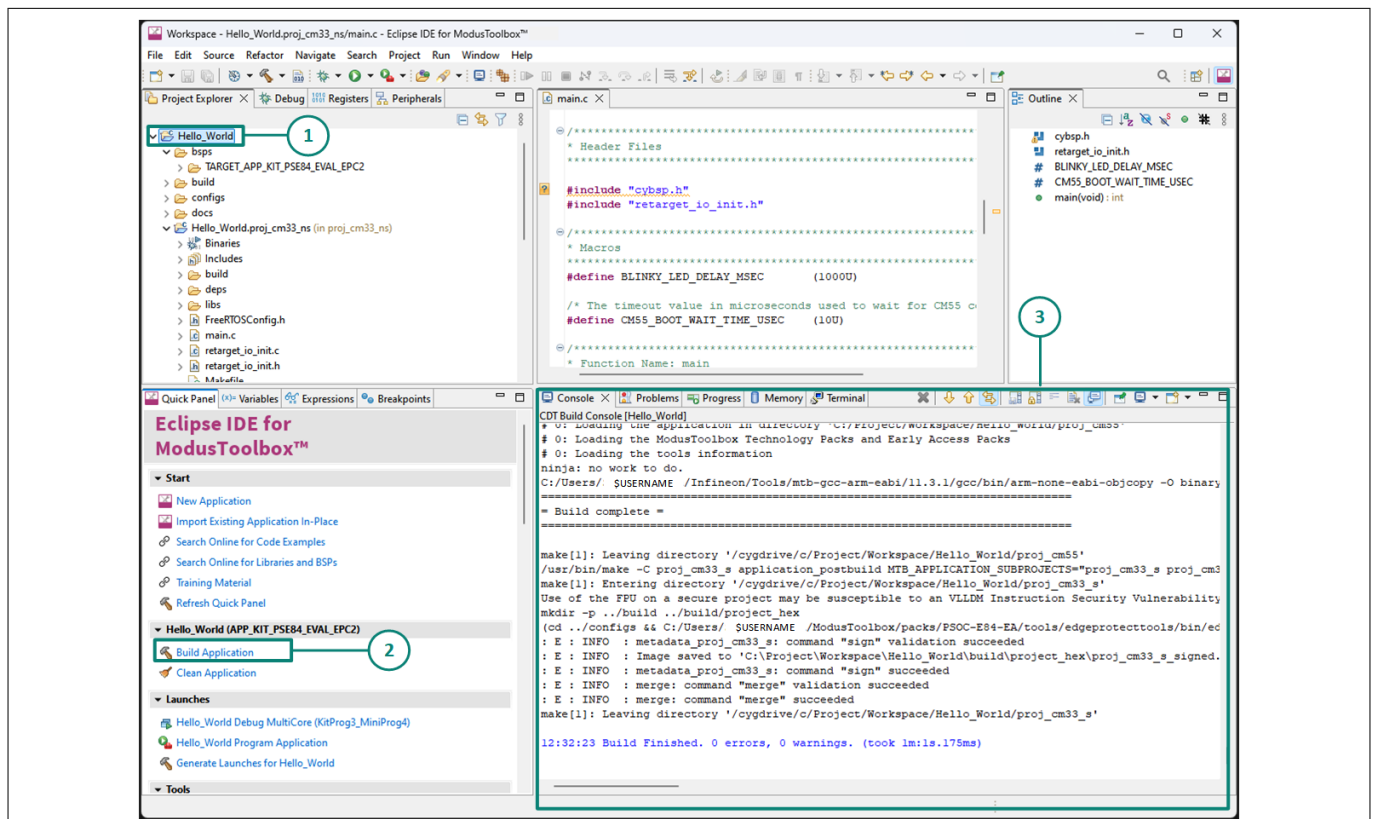 Workspace - Hello_World.proj_cm33_ns/main.c - Eclipse IDE for ModusToolbox™
File Edit Source Refactor Navigate Search Project Run Window Help
Project Explorer Debug Registers Peripherals
Hello_World
1
bsps
TARGET_APP_KIT_PSE84_EVAL_EPC2
build
configs
docs
Hello_World.proj_cm33_ns (in proj_cm33_ns)
Binaries
Includes
build
deps
libs
FreeRTOSConfig.h
main.c
retarget_io_init.c
retarget_io_init.h
Makefile
main.c
/******************************************************************
* Header Files
******************************************************************
#include "cybsp.h"
#include "retarget_io_init.h"
/******************************************************************
* Macros
******************************************************************
#define BLINKY_LED_DELAY_MSEC (1000U)
/* The timeout value in microseconds used to wait for CM55 c
#define CM55_BOOT_WAIT_TIME_USEC (10U)
/******************************************************************
* Function Name: main
Outline
cybsp.h
retarget_io_init.h
BLINKY_LED_DELAY_MSEC
CM55_BOOT_WAIT_TIME_USEC
main(void) : int
3
Quick Panel Variables Expressions Breakpoints
Eclipse IDE for
ModusToolbox™
Start
New Application
Import Existing Application In-Place
Search Online for Code Examples
Search Online for Libraries and BSPs
Training Material
Refresh Quick Panel
Hello_World (APP_KIT_PSE84_EVAL_EPC2)
Build Application
2
Clean Application
Launches
Hello_World Debug MultiCore (KitProg3_MiniProg4)
Hello_World Program Application
Generate Launches for Hello_World
Tools
Console Problems Progress Memory Terminal
CDT Build Console [Hello_World]
# 0: Loading the application in directory 'C:/Project/Workspace/Hello_World/proj_cm55'
# 0: Loading the ModusToolbox Technology Packs and Early Access Packs
# 0: Loading the tools information
ninja: no work to do.
C:/Users/ $USERNAME /Infineon/Tools/mtb-gcc-arm-eabi/11.3.1/gcc/bin/arm-none-eabi-objcopy -O binary
==========================================================================
= Build complete =
==========================================================================
make[1]: Leaving directory '/cygdrive/c/Project/Workspace/Hello_World/proj_cm55'
/usr/bin/make -C proj_cm33_s application_postbuild MTB_APPLICATION_SUBPROJECTS="proj_cm33_s proj_cm3
make[1]: Entering directory '/cygdrive/c/Project/Workspace/Hello_World/proj_cm33_s'
Use of the FPU on a secure project may be susceptible to an VLLDM Instruction Security Vulnerability
mkdir -p ../build ../build/project_hex
(cd ../configs && C:/Users/ $USERNAME /ModusToolbox/packs/PSOC-E84-EA/tools/edgeprotecttools/bin/ed
: E : INFO : metadata_proj_cm33_s: command "sign" validation succeeded
: E : INFO : Image saved to 'C:\Project\Workspace\Hello_World\build\project_hex\proj_cm33_s_signed.
: E : INFO : metadata_proj_cm33_s: command "sign" succeeded
: E : INFO : merge: command "merge" validation succeeded
: E : INFO : merge: command "merge" succeeded
make[1]: Leaving directory '/cygdrive/c/Project/Workspace/Hello_World/proj_cm33_s'
12:32:23 Build Finished. 0 errors, 0 warnings. (took 1m:1s.175ms)